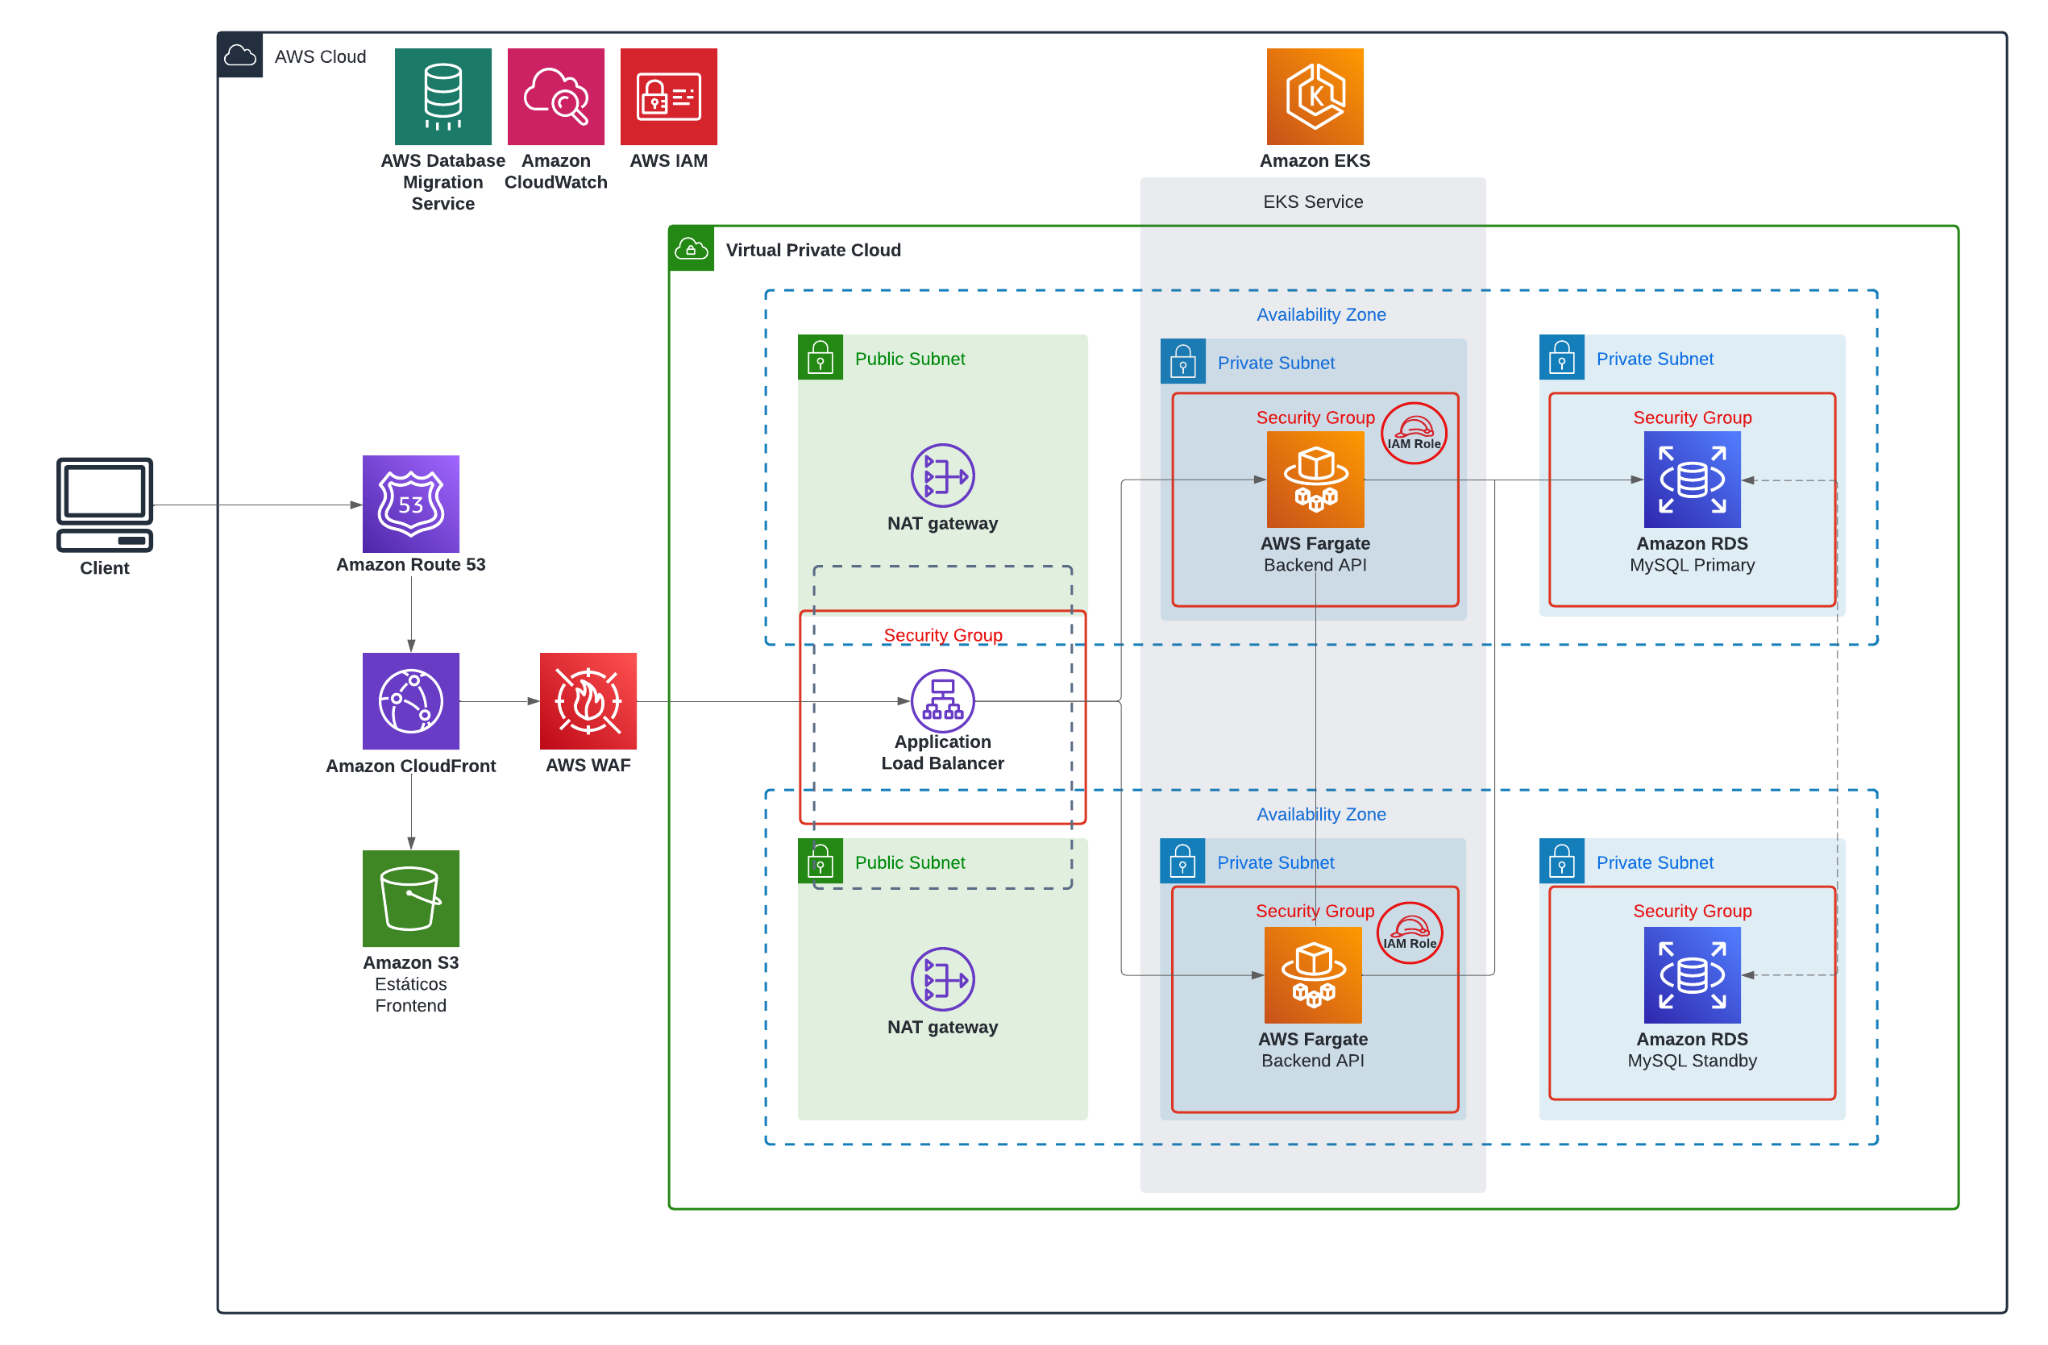 AWS Cloud
AWS Database
Migration
Service
Amazon
CloudWatch
AWS IAM
K
Amazon EKS
EKS Service
Virtual Private Cloud
Availability Zone
Public Subnet
Private Subnet
Private Subnet
Security Group
IAM Role
Security Group
NAT gateway
AWS Fargate
Backend API
Amazon RDS
MySQL Primary
Client
53
Amazon Route 53
Security Group
Application
Load Balancer
Amazon CloudFront
AWS WAF
Availability Zone
Public Subnet
Private Subnet
Private Subnet
Security Group
IAM Role
Security Group
Amazon S3
Estáticos
Frontend
NAT gateway
AWS Fargate
Backend API
Amazon RDS
MySQL Standby